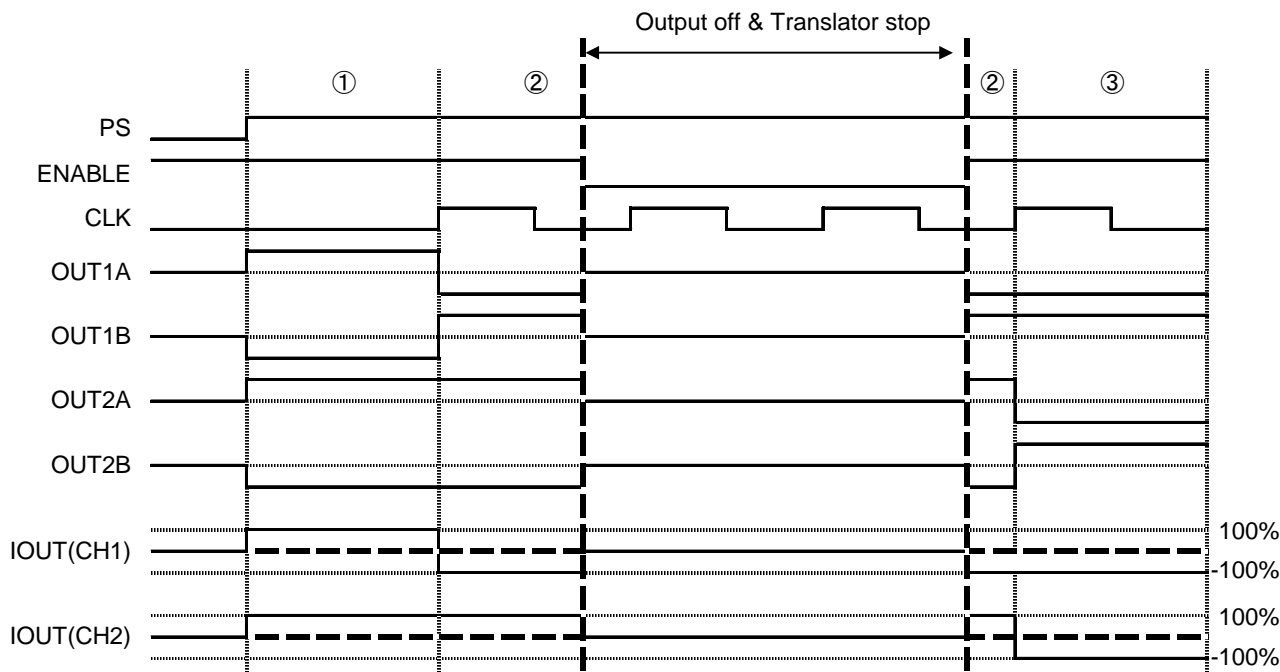 Output off & Translator stop
① ② ② ③
PS
ENABLE
CLK
OUT1A
OUT1B
OUT2A
OUT2B
100%
IOUT(CH1)
-100%
100%
IOUT(CH2)
-100%